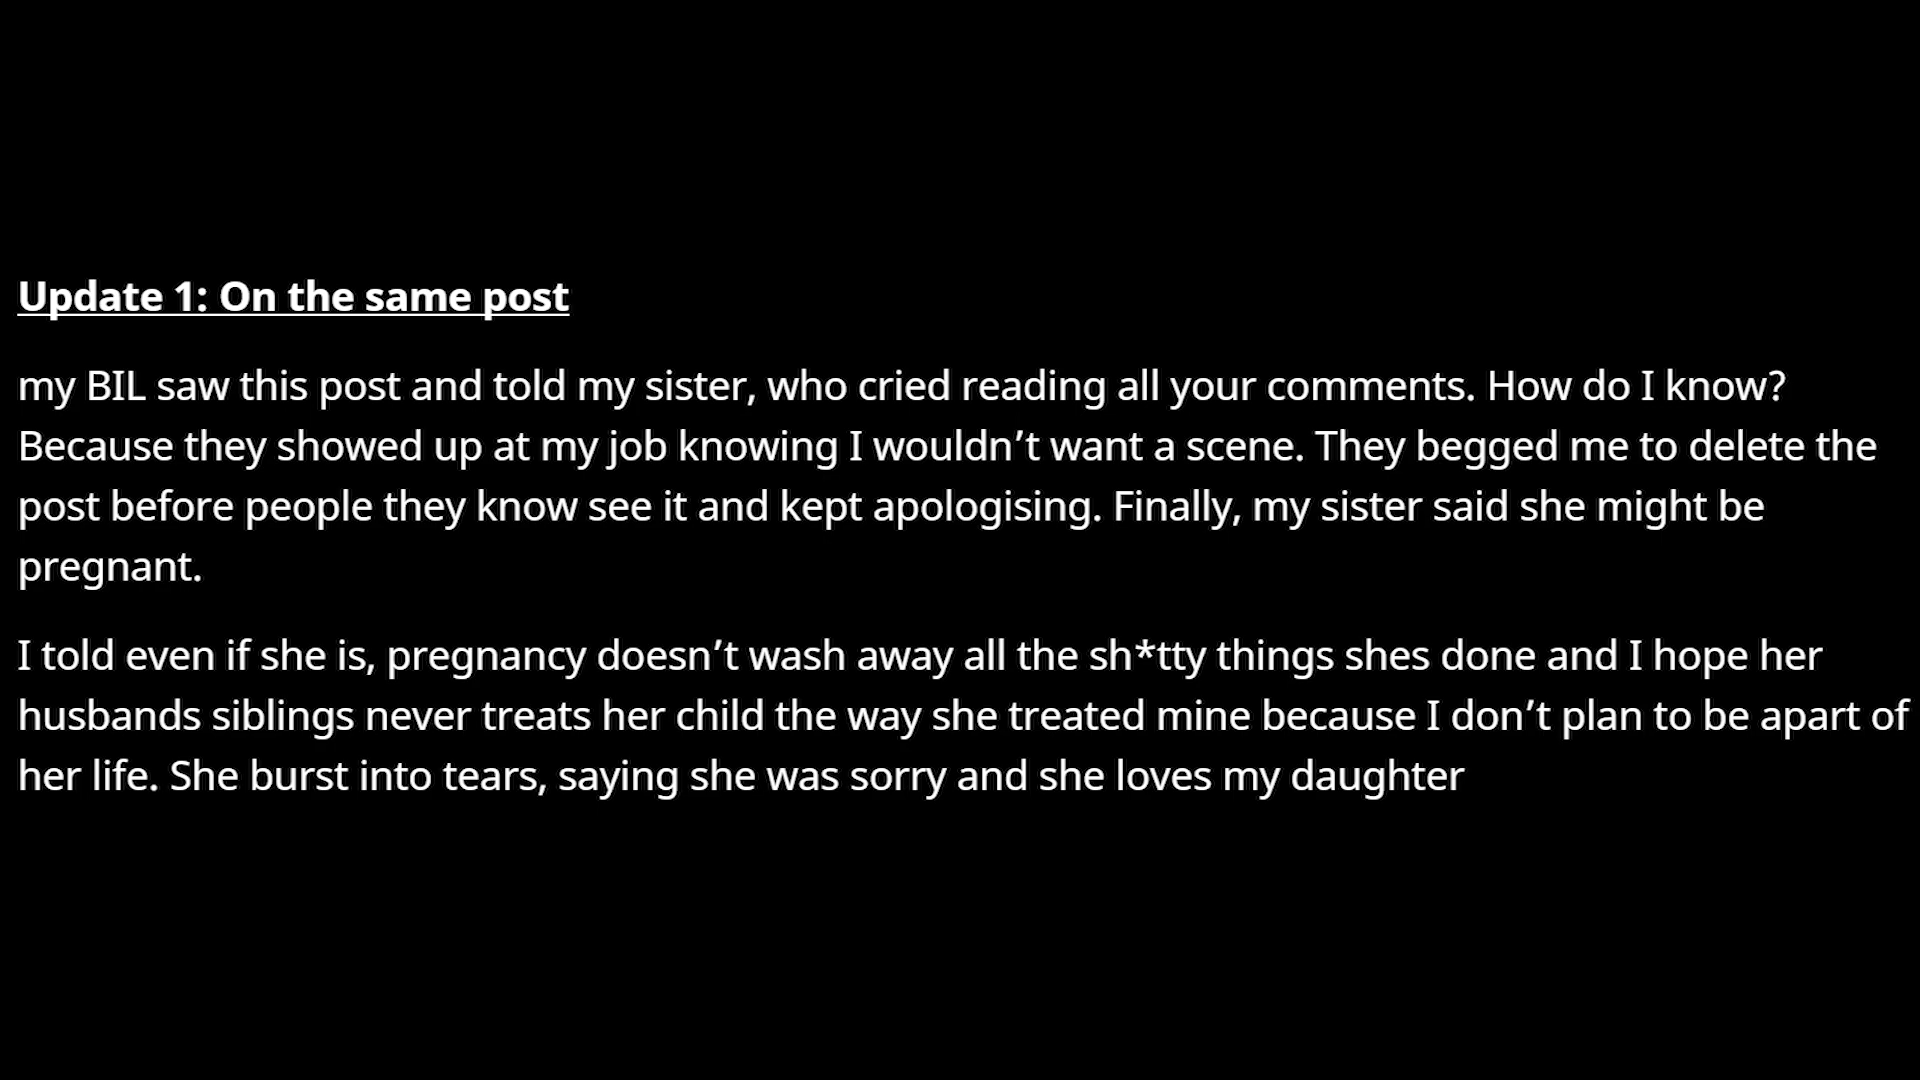 Update 1: On the same post
my BIL saw this post and told my sister, who cried reading all your comments. How do I know?
Because they showed up at my job knowing I wouldn’t want a scene. They begged me to delete the
post before people they know see it and kept apologising. Finally, my sister said she might be
pregnant.
I told even if she is, pregnancy doesn’t wash away all the sh*tty things shes done and I hope her
husbands siblings never treats her child the way she treated mine because I don’t plan to be apart of
her life. She burst into tears, saying she was sorry and she loves my daughter